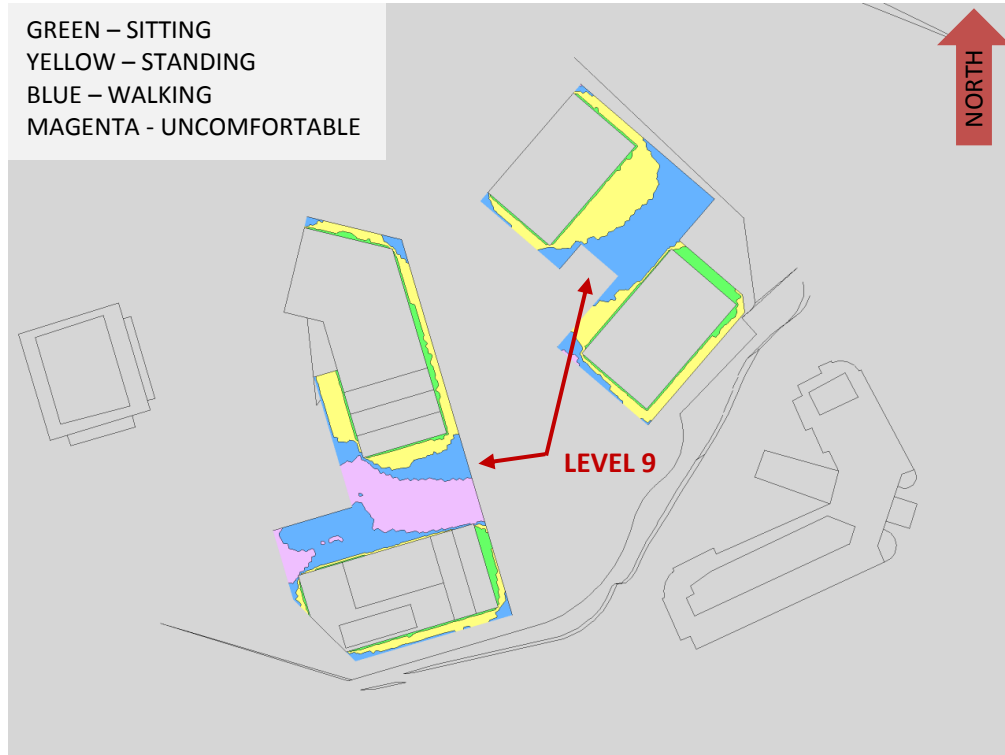 GREEN – SITTING
YELLOW – STANDING
BLUE – WALKING
MAGENTA - UNCOMFORTABLE
NORTH
LEVEL 9